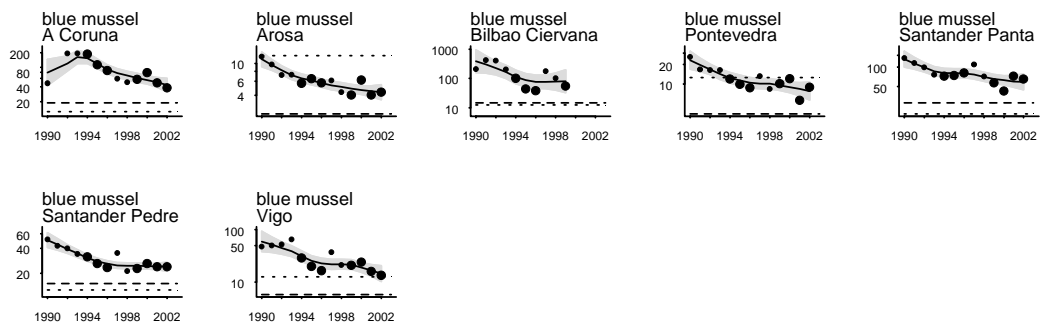 blue mussel
A Coruna
200
80
40
20
1990 1994 1998 2002
blue mussel
Arosa
10
6
4
1990 1994 1998 2002
blue mussel
Bilbao Ciervana
1000
100
10
1990 1994 1998 2002
blue mussel
Pontevedra
20
10
1990 1994 1998 2002
blue mussel
Santander Panta
100
50
1990 1994 1998 2002
blue mussel
Santander Pedre
60
40
20
1990 1994 1998 2002
blue mussel
Vigo
100
50
10
1990 1994 1998 2002